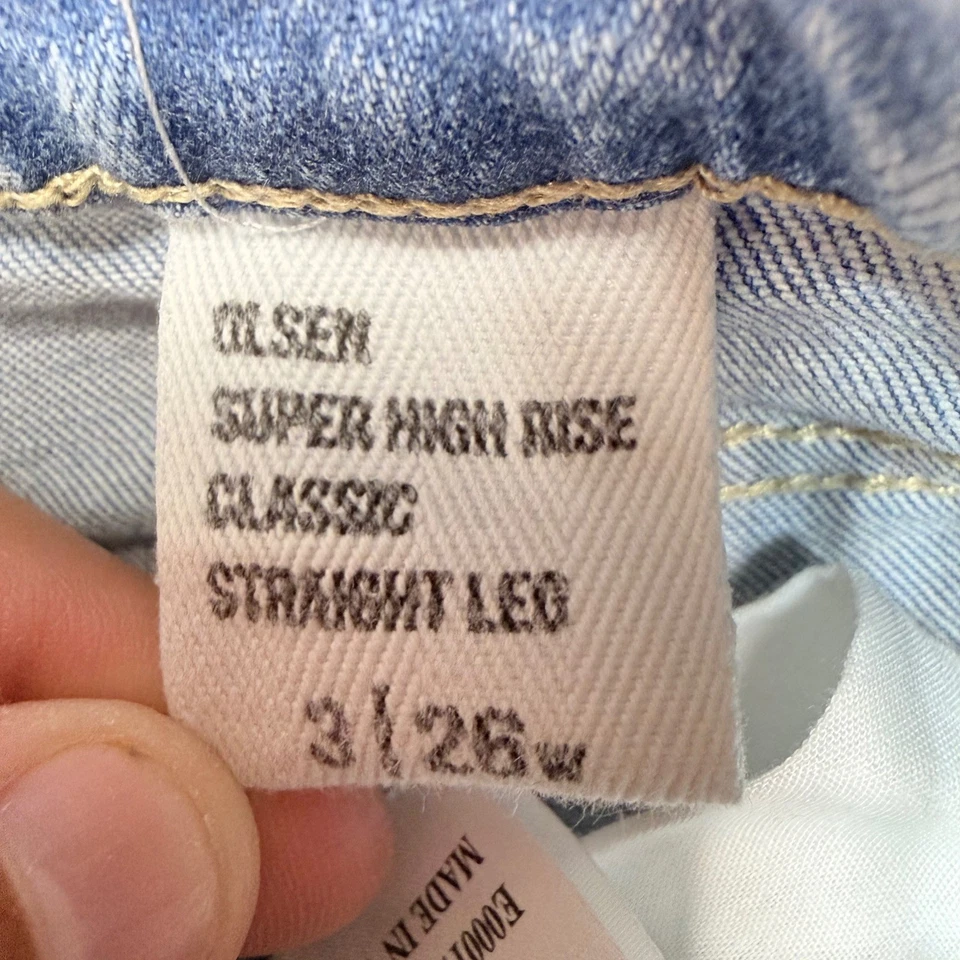 OLSEN
SUPER HIGH RISE
CLASSIC
STRAIGHT LEG
3/26W
MADE IN